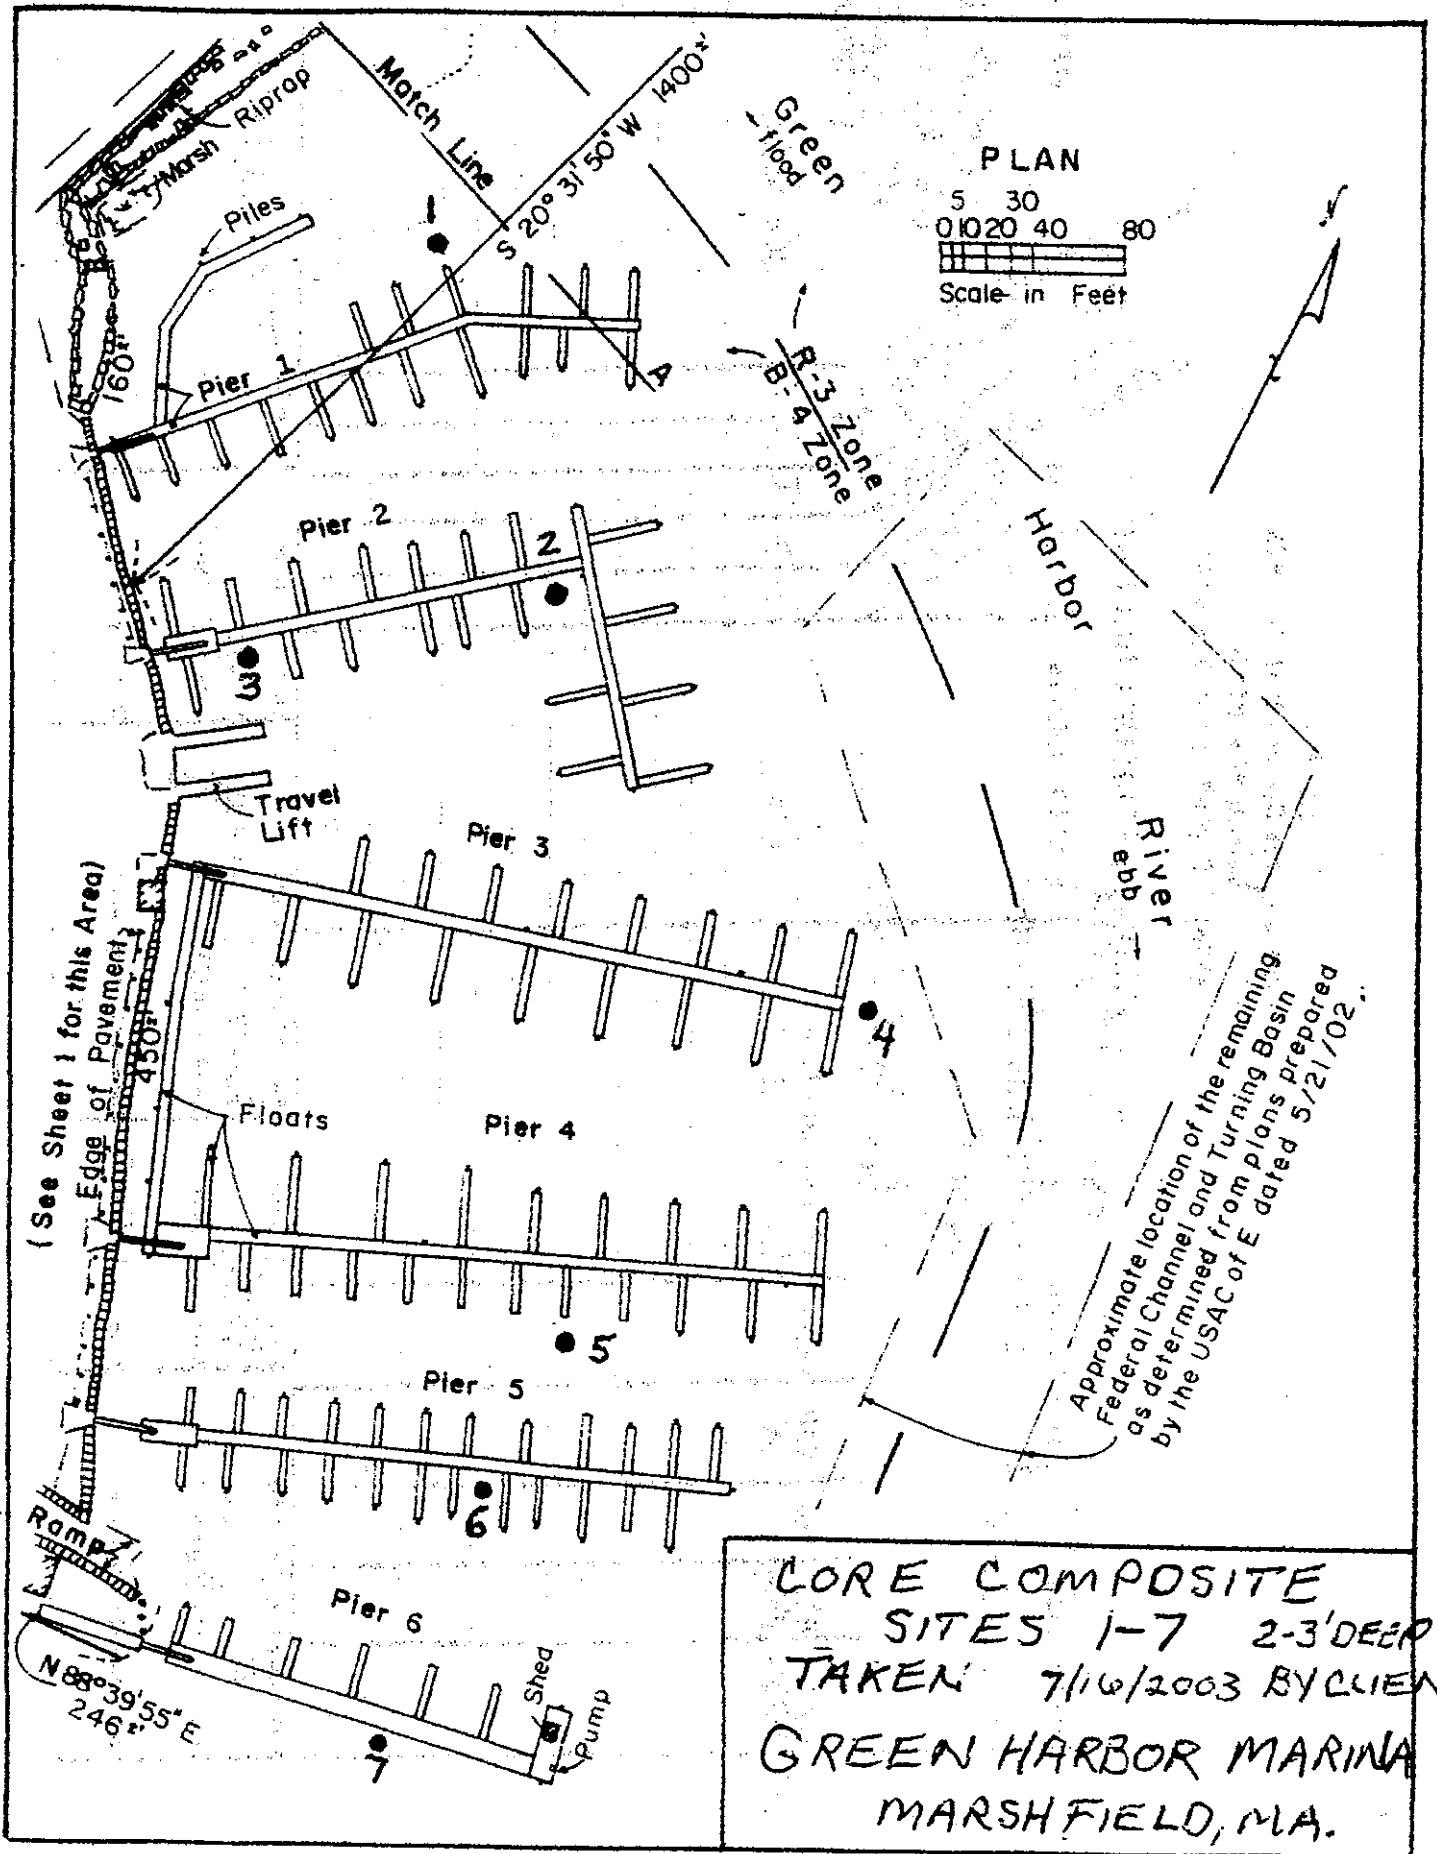 Riprap
Marsh
Piles
Match Line
S 20° 31' 50" W 1400±'
1
Green
flood
PLAN
5 30
0 10 20 40 80
Scale in Feet
160±'
Pier 1
A
R-3 Zone
B-4 Zone
Pier 2
2
3
Harbor
Travel
Lift
Pier 3
River
ebb
4
(See Sheet 1 for this Area)
Edge of Pavement
450±'
Floats
Pier 4
5
Approximate location of the remaining
Federal Channel and Turning Basin
as determined from plans prepared
by the USAC of E dated 5/21/02
Pier 5
6
Ramp
Pier 6
N 88°39'55" E
246±'
7
Shed
Pump
CORE COMPOSITE
SITES 1-7 2-3' DEEP
TAKEN 7/16/2003 BY CLIEN
GREEN HARBOR MARINA
MARSHFIELD, MA.